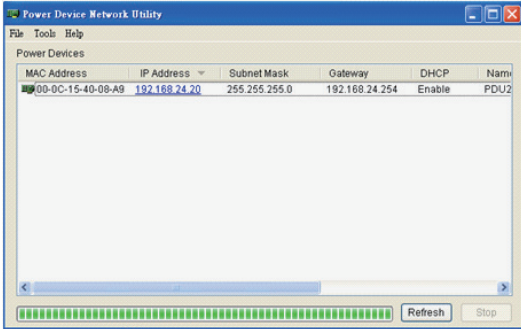 Power Device Network Utility
File Tools Help
Power Devices
MAC Address IP Address Subnet Mask Gateway DHCP Nam
00-0C-15-40-08-A9 192.168.24.20 255.255.255.0 192.168.24.254 Enable PDU2
Refresh Stop